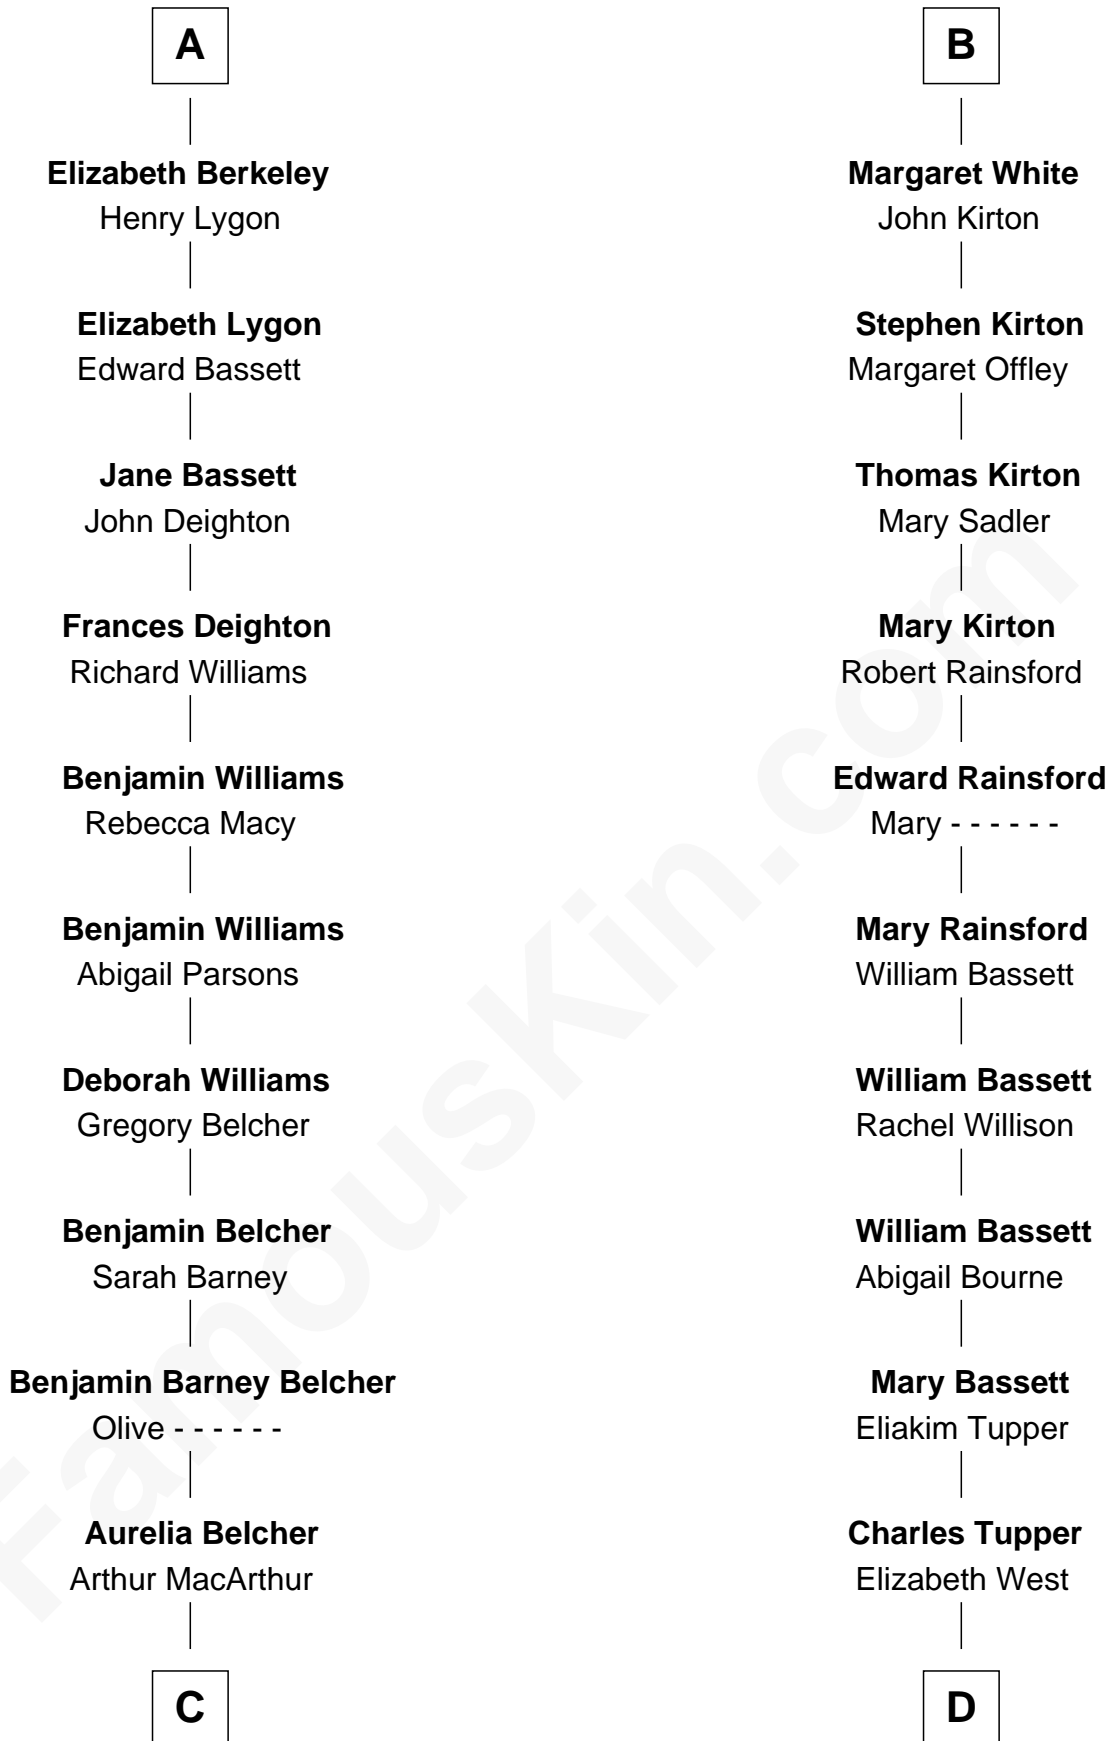 A
Elizabeth Berkeley
Henry Lygon
Elizabeth Lygon
Edward Bassett
Jane Bassett
John Deighton
Frances Deighton
Richard Williams
Benjamin Williams
Rebecca Macy
Benjamin Williams
Abigail Parsons
Deborah Williams
Gregory Belcher
Benjamin Belcher
Sarah Barney
Benjamin Barney Belcher
Olive - - - - - -
Aurelia Belcher
Arthur MacArthur
C
B
Margaret White
John Kirton
Stephen Kirton
Margaret Offley
Thomas Kirton
Mary Sadler
Mary Kirton
Robert Rainsford
Edward Rainsford
Mary - - - - - -
Mary Rainsford
William Bassett
William Bassett
Rachel Willison
William Bassett
Abigail Bourne
Mary Bassett
Eliakim Tupper
Charles Tupper
Elizabeth West
D
FamousKin.com